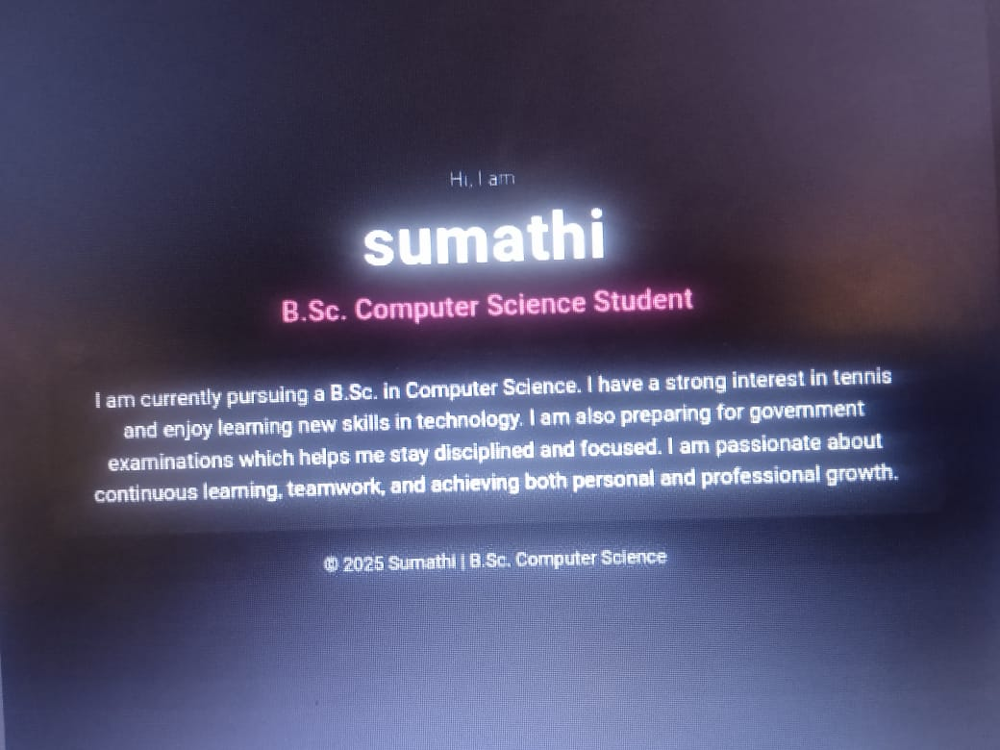 Hi, I am
sumathi
B.Sc. Computer Science Student
I am currently pursuing a B.Sc. in Computer Science. I have a strong interest in tennis
and enjoy learning new skills in technology. I am also preparing for government
examinations which helps me stay disciplined and focused. I am passionate about
continuous learning, teamwork, and achieving both personal and professional growth.
© 2025 Sumathi | B.Sc. Computer Science